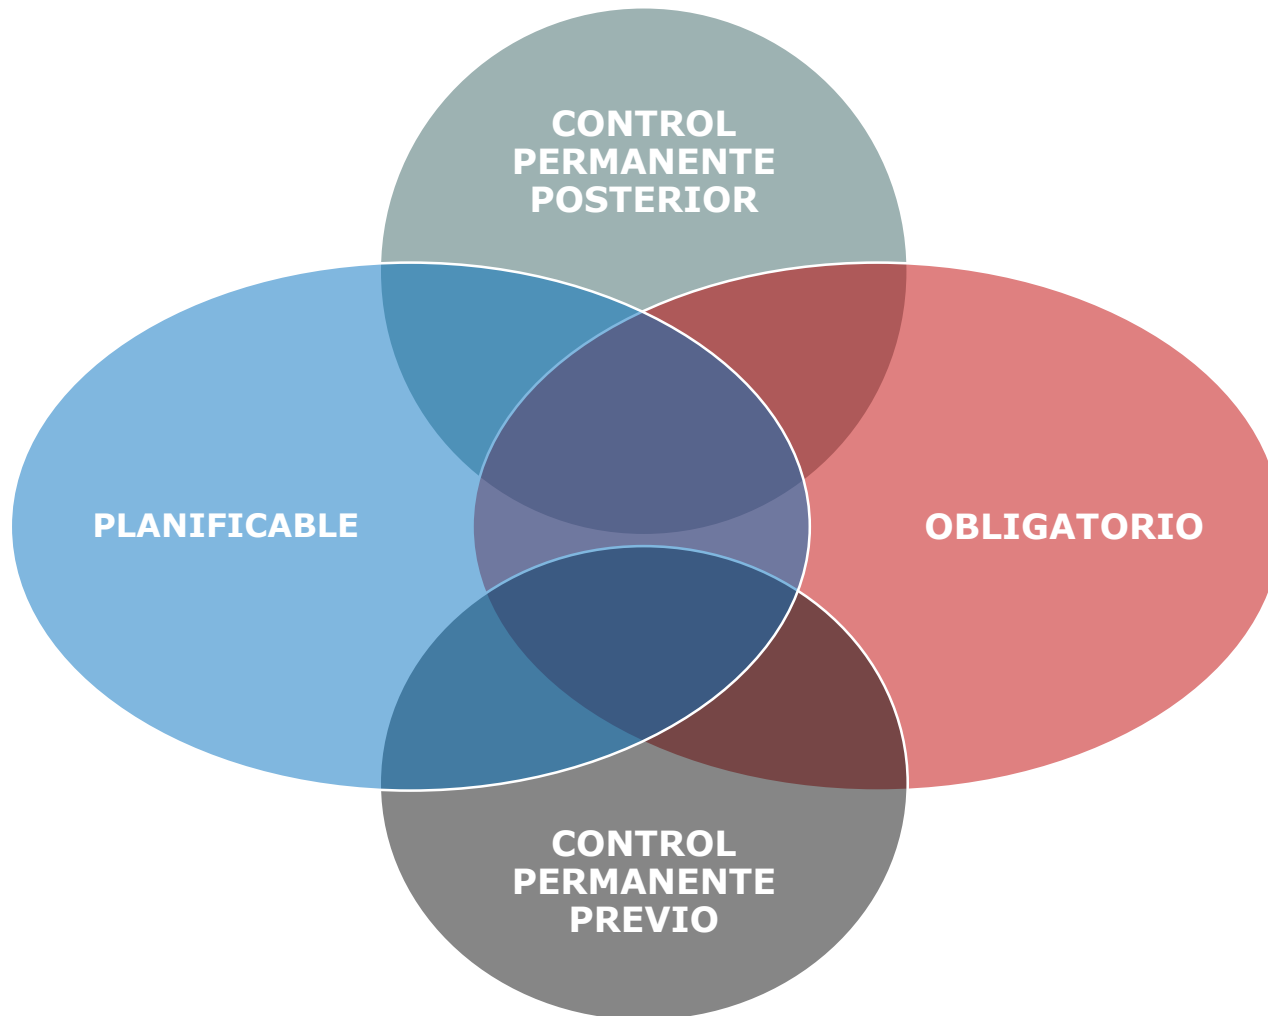 CONTROL
PERMANENTE
POSTERIOR
PLANIFICABLE
OBLIGATORIO
CONTROL
PERMANENTE
PREVIO